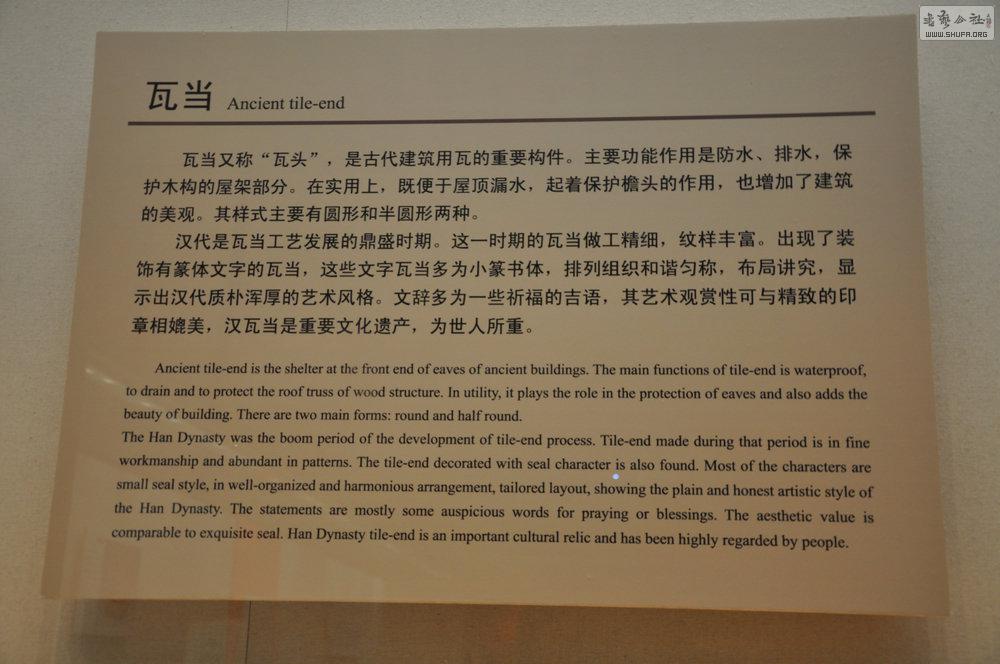 瓦当 Ancient tile-end
瓦当又称“瓦头”，是古代建筑用瓦的重要构件。主要功能作用是防水、排水，保
护木构的屋架部分。在实用上，既便于屋顶漏水，起着保护檐头的作用，也增加了建筑
的美观。其样式主要有圆形和半圆形两种。
汉代是瓦当工艺发展的鼎盛时期。这一时期的瓦当做工精细，纹样丰富。出现了装
饰有篆体文字的瓦当，这些文字瓦当多为小篆书体，排列组织和谐匀称，布局讲究，显
示出汉代质朴浑厚的艺术风格。文辞多为一些祈福的吉语，其艺术观赏性可与精致的印
章相媲美，汉瓦当是重要文化遗产，为世人所重。
Ancient tile-end is the shelter at the front end of eaves of ancient buildings. The main functions of tile-end is waterproof,
to drain and to protect the roof truss of wood structure. In utility, it plays the role in the protection of eaves and also adds the
beauty of building. There are two main forms: round and half round.
The Han Dynasty was the boom period of the development of tile-end process. Tile-end made during that period is in fine
workmanship and abundant in patterns. The tile-end decorated with seal character is also found. Most of the characters are
small seal style, in well-organized and harmonious arrangement, tailored layout, showing the plain and honest artistic style of
the Han Dynasty. The statements are mostly some auspicious words for praying or blessings. The aesthetic value is
comparable to exquisite seal. Han Dynasty tile-end is an important cultural relic and has been highly regarded by people.
书艺公社
WWW.SHUFA.ORG